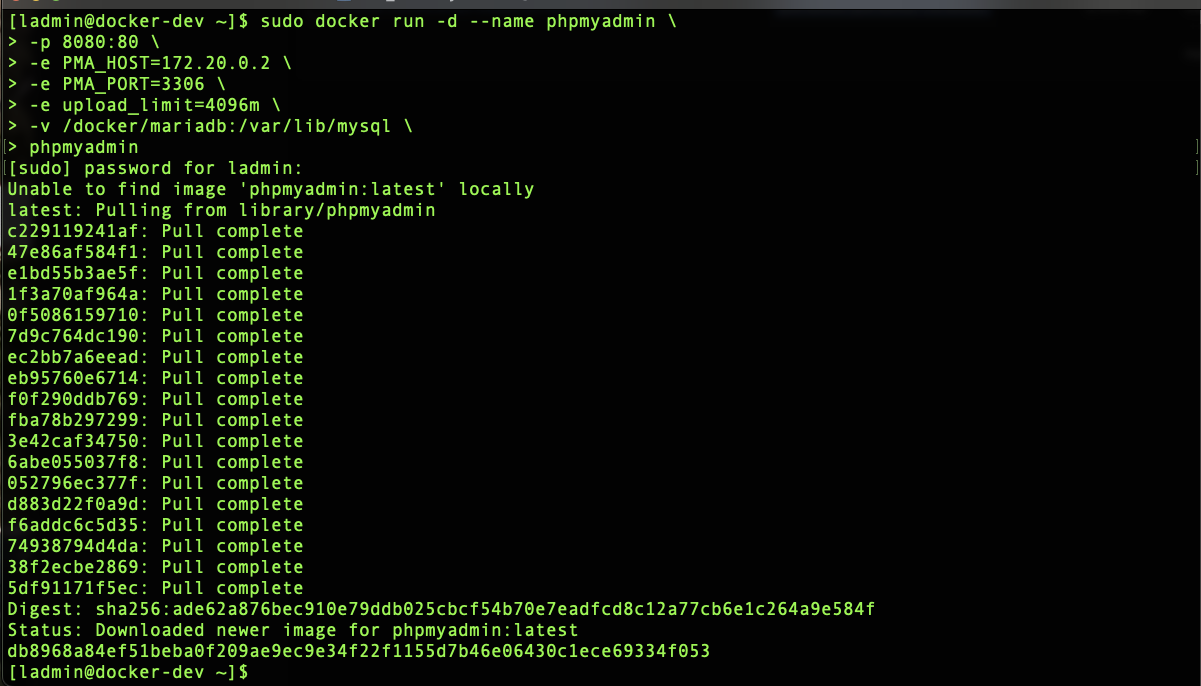 [ladmin@docker-dev ~]$ sudo docker run -d --name phpmyadmin \
> -p 8080:80 \
> -e PMA_HOST=172.20.0.2 \
> -e PMA_PORT=3306 \
> -e upload_limit=4096m \
> -v /docker/mariadb:/var/lib/mysql \
[> phpmyadmin ]
[[sudo] password for ladmin: ]
Unable to find image 'phpmyadmin:latest' locally
latest: Pulling from library/phpmyadmin
c229119241af: Pull complete
47e86af584f1: Pull complete
e1bd55b3ae5f: Pull complete
1f3a70af964a: Pull complete
0f5086159710: Pull complete
7d9c764dc190: Pull complete
ec2bb7a6eead: Pull complete
eb95760e6714: Pull complete
f0f290ddb769: Pull complete
fba78b297299: Pull complete
3e42caf34750: Pull complete
6abe055037f8: Pull complete
052796ec377f: Pull complete
d883d22f0a9d: Pull complete
f6addc6c5d35: Pull complete
74938794d4da: Pull complete
38f2ecbe2869: Pull complete
5df91171f5ec: Pull complete
Digest: sha256:ade62a876bec910e79ddb025cbcf54b70e7eadfcd8c12a77cb6e1c264a9e584f
Status: Downloaded newer image for phpmyadmin:latest
db8968a84ef51beba0f209ae9ec9e34f22f1155d7b46e06430c1ece69334f053
[ladmin@docker-dev ~]$